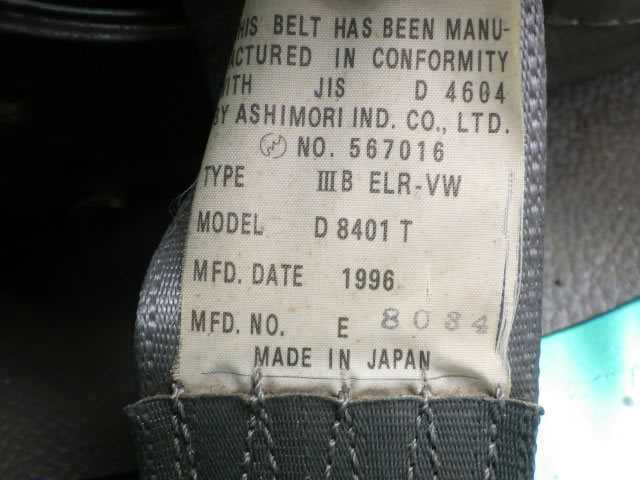 HIS BELT HAS BEEN MANU-
ACTURED IN CONFORMITY
WITH JIS D 4604
BY ASHIMORI IND. CO., LTD.
NO. 567016
TYPE III B ELR-VW
MODEL D 8401 T
MFD. DATE 1996
MFD. NO. E 8084
MADE IN JAPAN